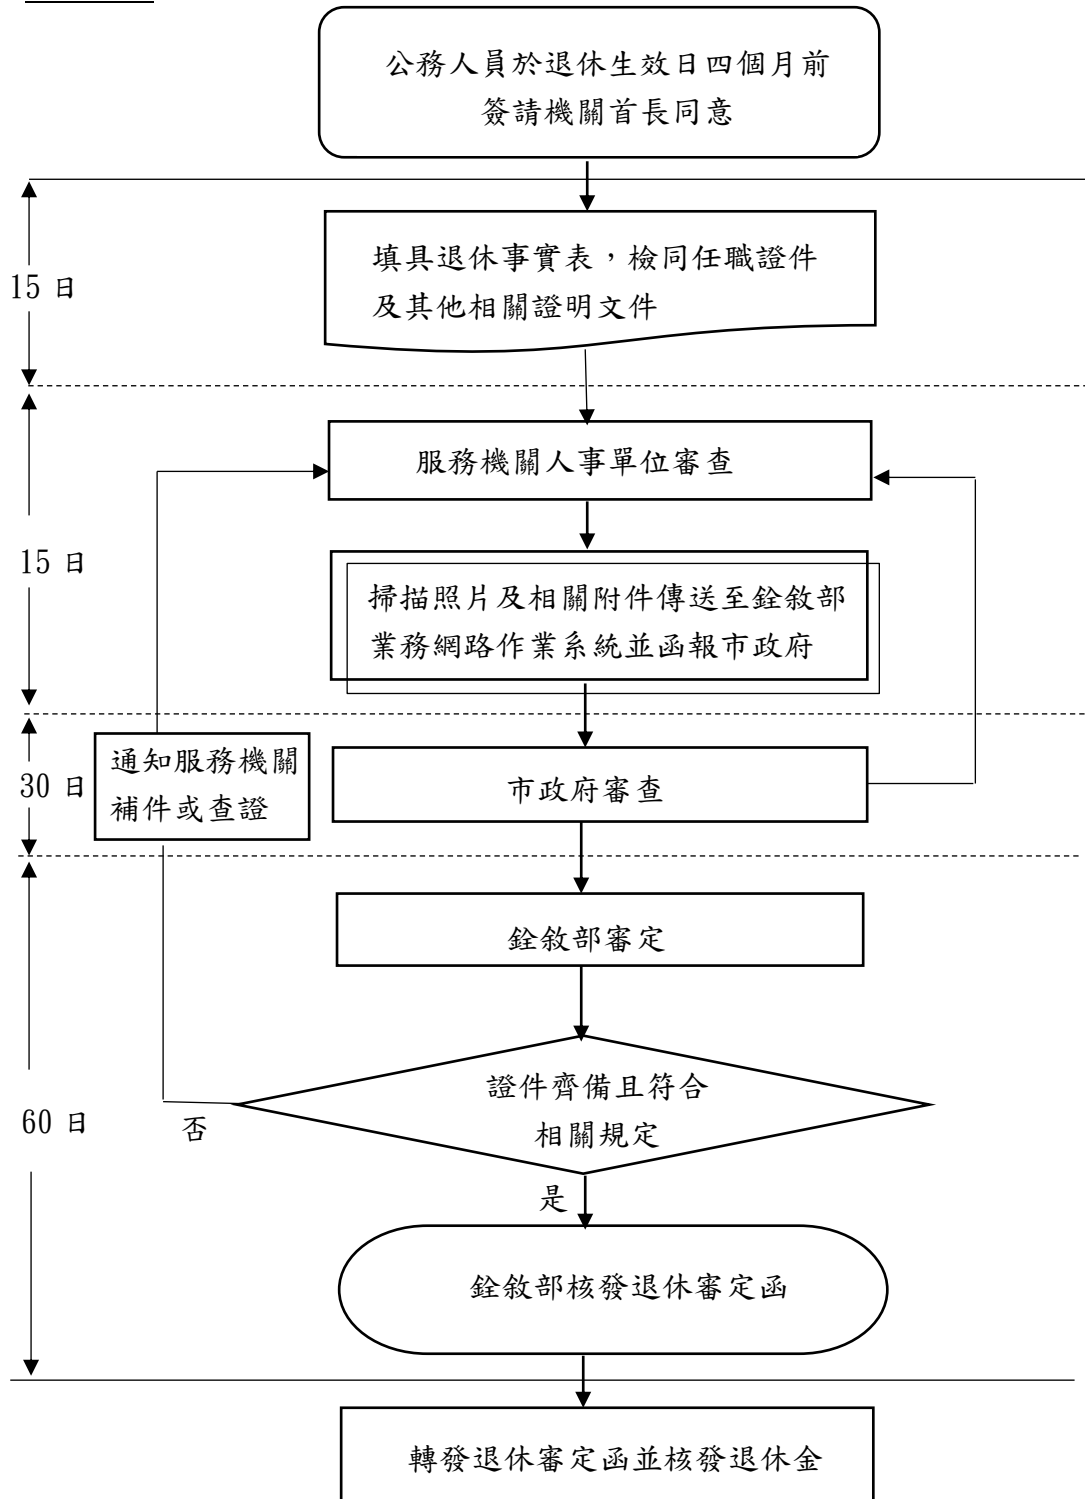 公務人員於退休生效日四個月前
簽請機關首長同意
填具退休事實表，檢同任職證件
及其他相關證明文件
15 日
服務機關人事單位審查
15 日
掃描照片及相關附件傳送至銓敘部
業務網路作業系統並函報市政府
通知服務機關
補件或查證
30 日
市政府審查
銓敘部審定
證件齊備且符合
相關規定
60 日
否
是
銓敘部核發退休審定函
轉發退休審定函並核發退休金